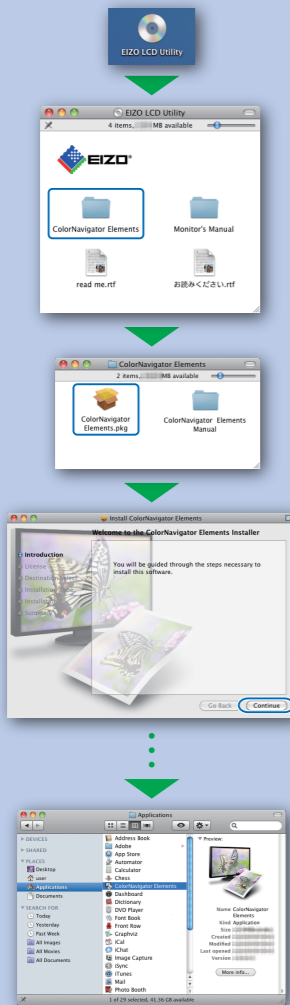 EIZO LCD Utility
EIZO LCD Utility
4 items, MB available
EIZO
ColorNavigator Elements
Monitor's Manual
read me.rtf
お読みください.rtf
ColorNavigator Elements
2 items, MB available
ColorNavigator
Elements.pkg
ColorNavigator Elements
Manual
Install ColorNavigator Elements
Welcome to the ColorNavigator Elements Installer
Introduction
License
Destination Select
Installation Type
Installation
Summary
You will be guided through the steps necessary to
install this software.
Go Back
Continue
Applications
DEVICES
SHARED
PLACES
Desktop
user
Applications
Documents
SEARCH FOR
Today
Yesterday
Past Week
All Images
All Movies
All Documents
Address Book
Adobe
App Store
Automator
Calculator
Chess
ColorNavigator Elements
Dashboard
Dictionary
DVD Player
Font Book
Front Row
GraphViz
iCal
iChat
Image Capture
iSync
iTunes
Mail
Photo Booth
Preview:
Name ColorNavigator
Elements
Kind Application
Size
Created
Modified
Last opened
Version
More info...
1 of 29 selected, 41.36 GB available